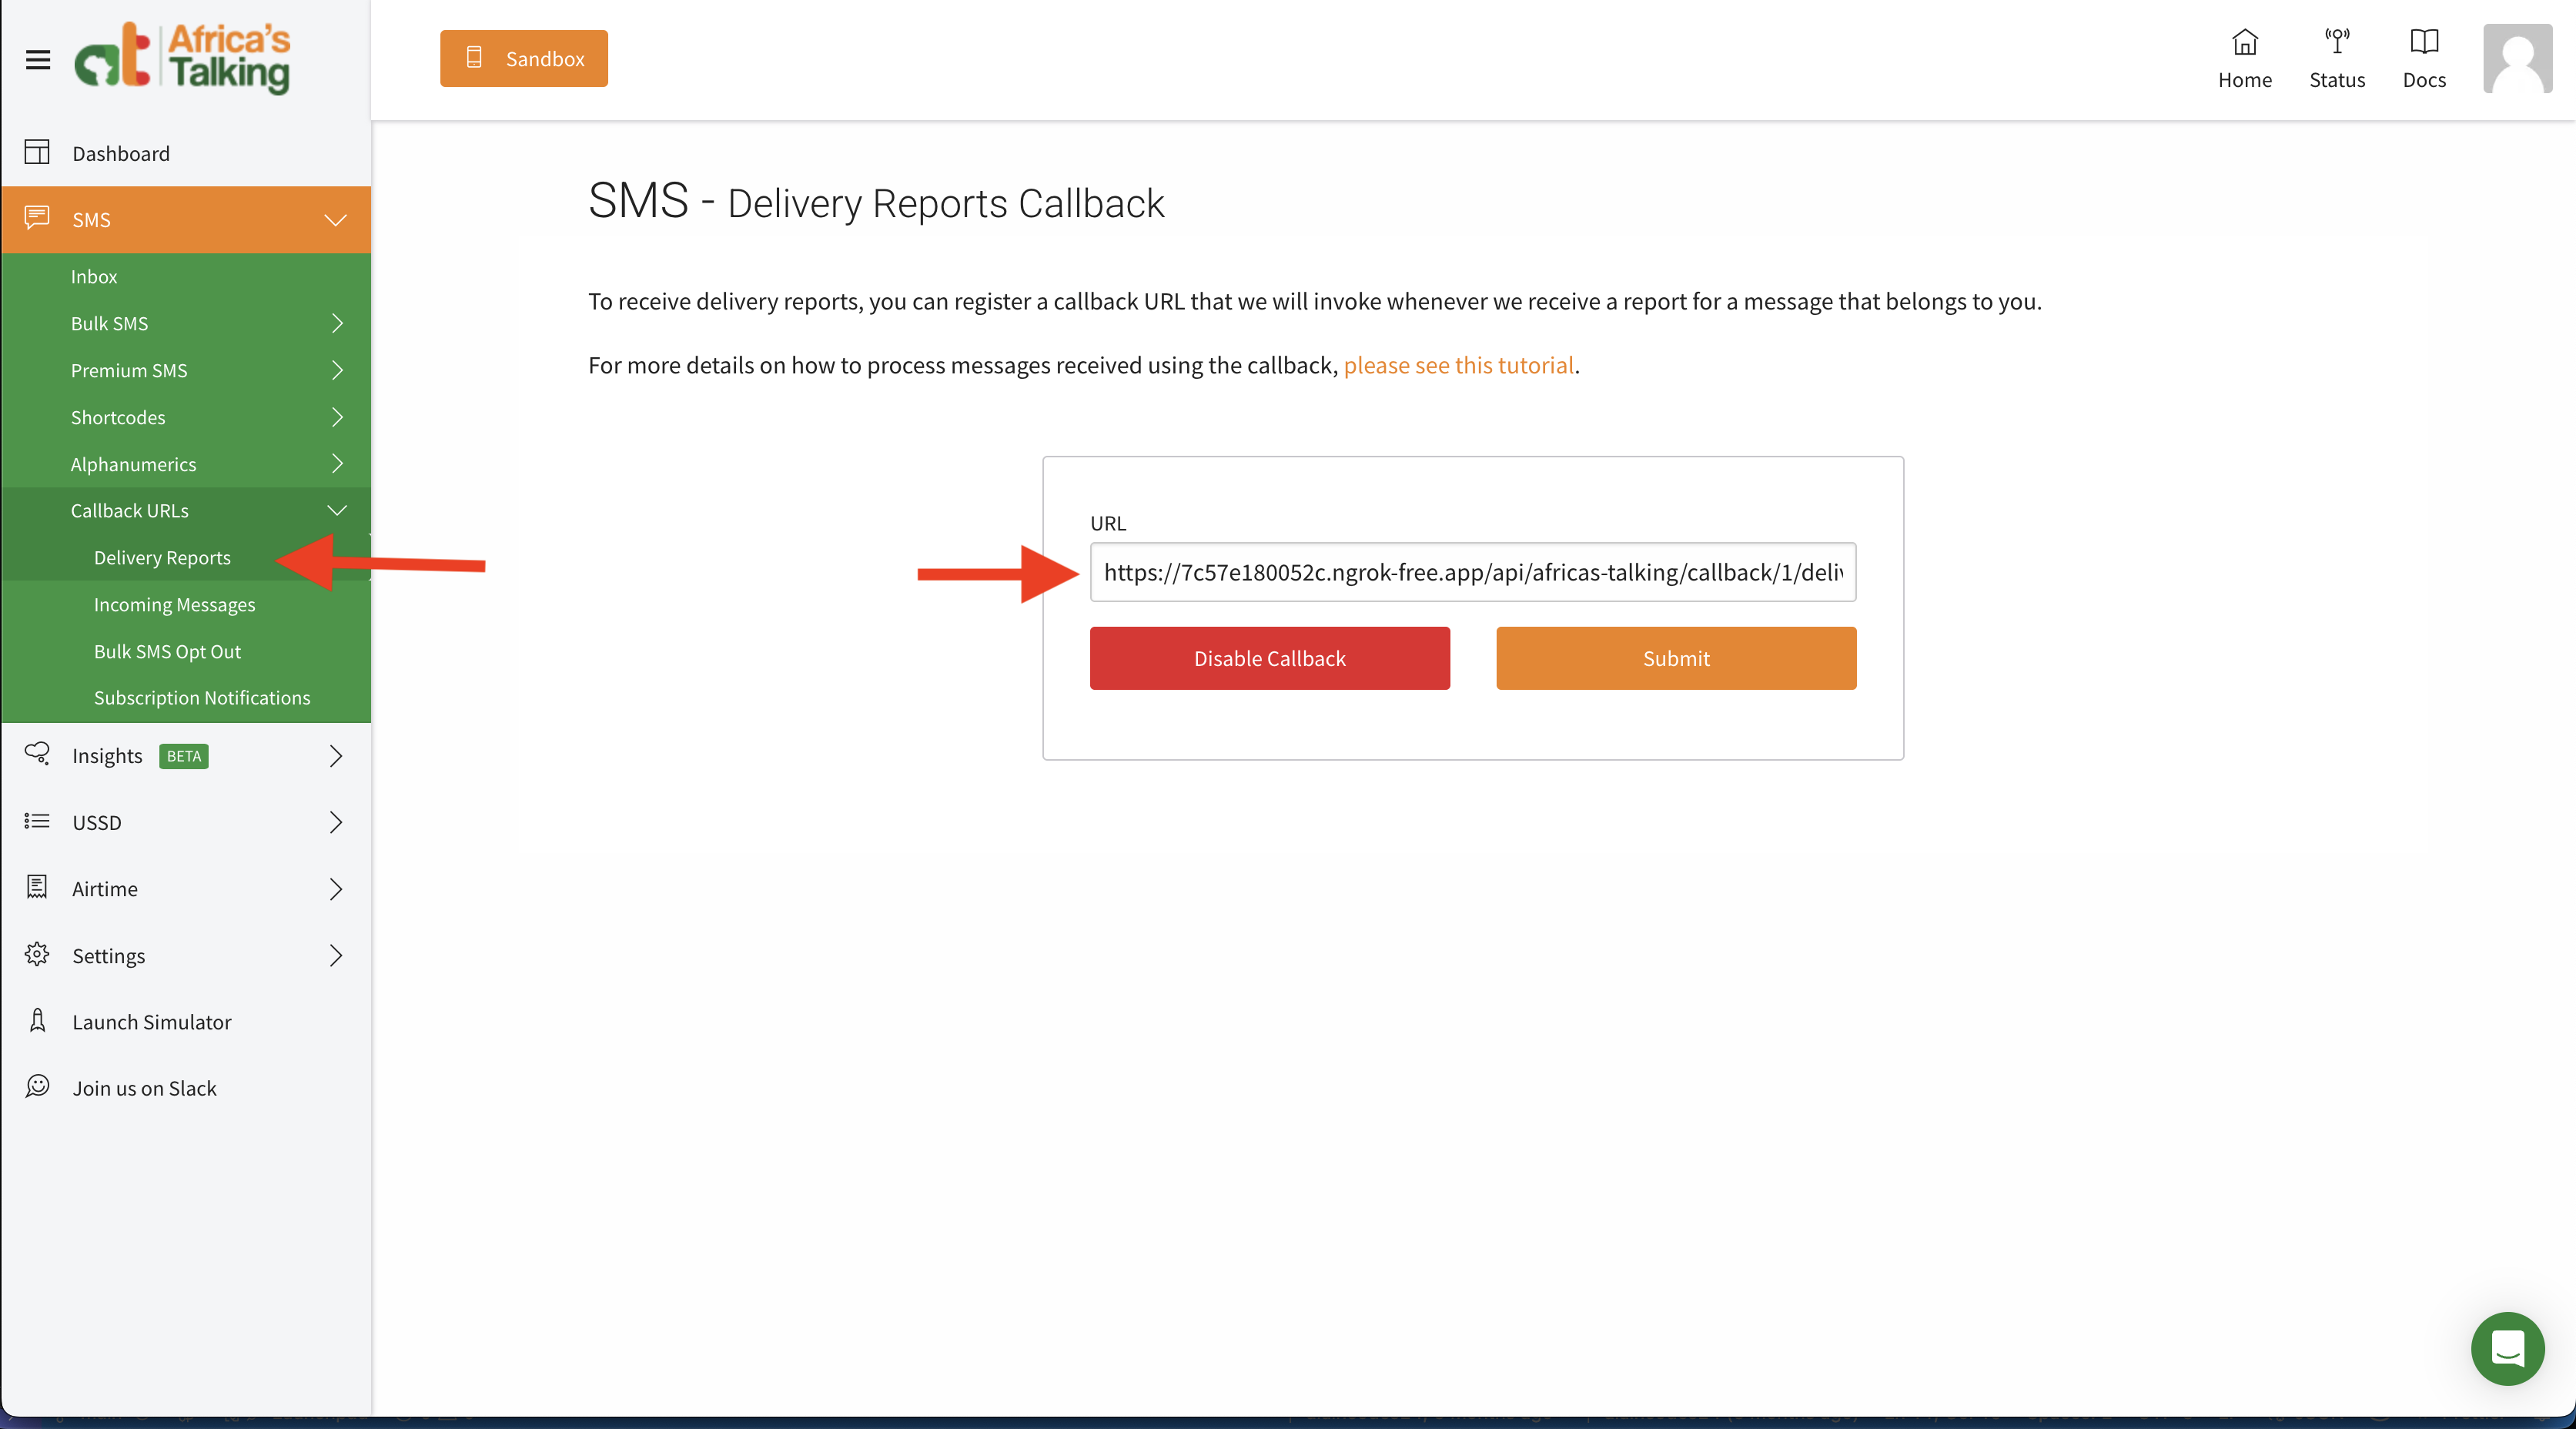 Africa's
Talking
Sandbox
Home
Status
Docs
Dashboard
SMS
Inbox
Bulk SMS
Premium SMS
Shortcodes
Alphanumerics
Callback URLs
Delivery Reports
Incoming Messages
Bulk SMS Opt Out
Subscription Notifications
Insights BETA
USSD
Airtime
Settings
Launch Simulator
Join us on Slack
SMS - Delivery Reports Callback
To receive delivery reports, you can register a callback URL that we will invoke whenever we receive a report for a message that belongs to you.
For more details on how to process messages received using the callback, please see this tutorial.
URL
https://7c57e180052c.ngrok-free.app/api/africas-talking/callback/1/deliv
Disable Callback
Submit